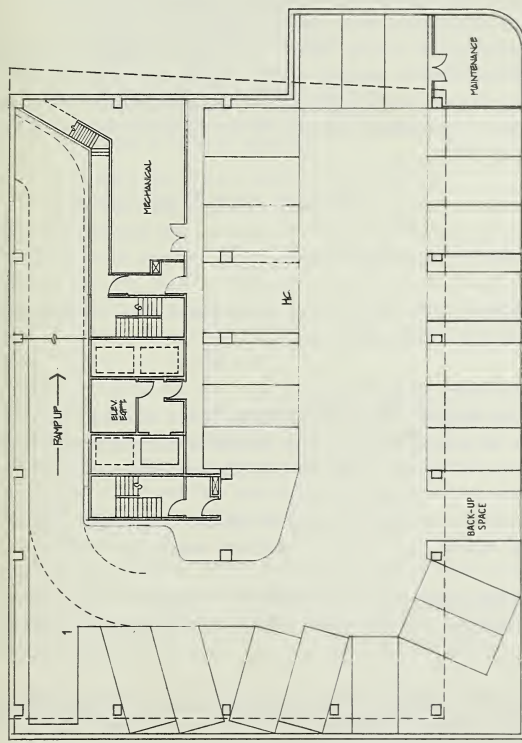 MAINTENANCE
MECHANICAL
HC.
ELEV.
EQPT.
RAMP UP
BACK-UP
SPACE
1